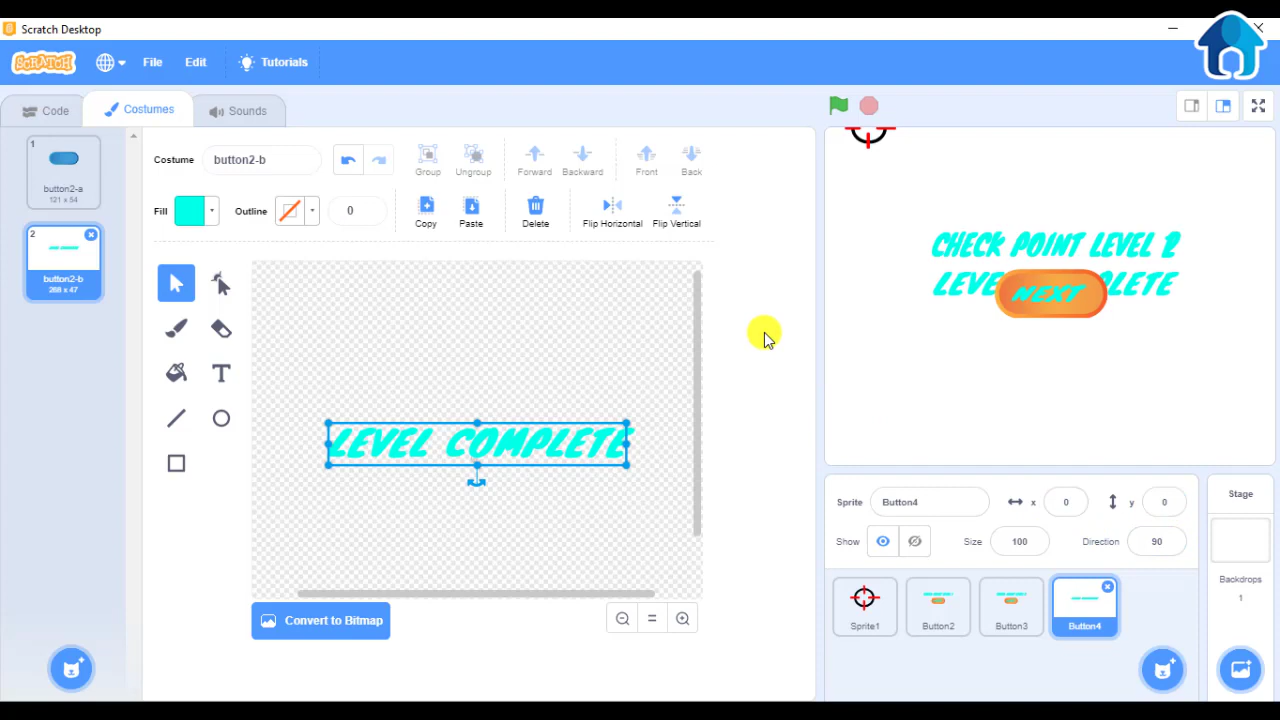 Scratch Desktop
SCRATCH File Edit Tutorials
Code Costumes Sounds
Costume button2-b Group Ungroup Forward Backward Front Back
Fill Outline 0 Copy Paste Delete Flip Horizontal Flip Vertical
1
button2-a
121 x 54
2
button2-b
268 x 47
LEVEL COMPLETE
Convert to Bitmap
CHECK POINT LEVEL
LEVEL COMPLETE
NEXT
Sprite Button4 x 0 y 0
Show Size 100 Direction 90
Sprite1 Button2 Button3 Button4
Stage
Backdrops
1